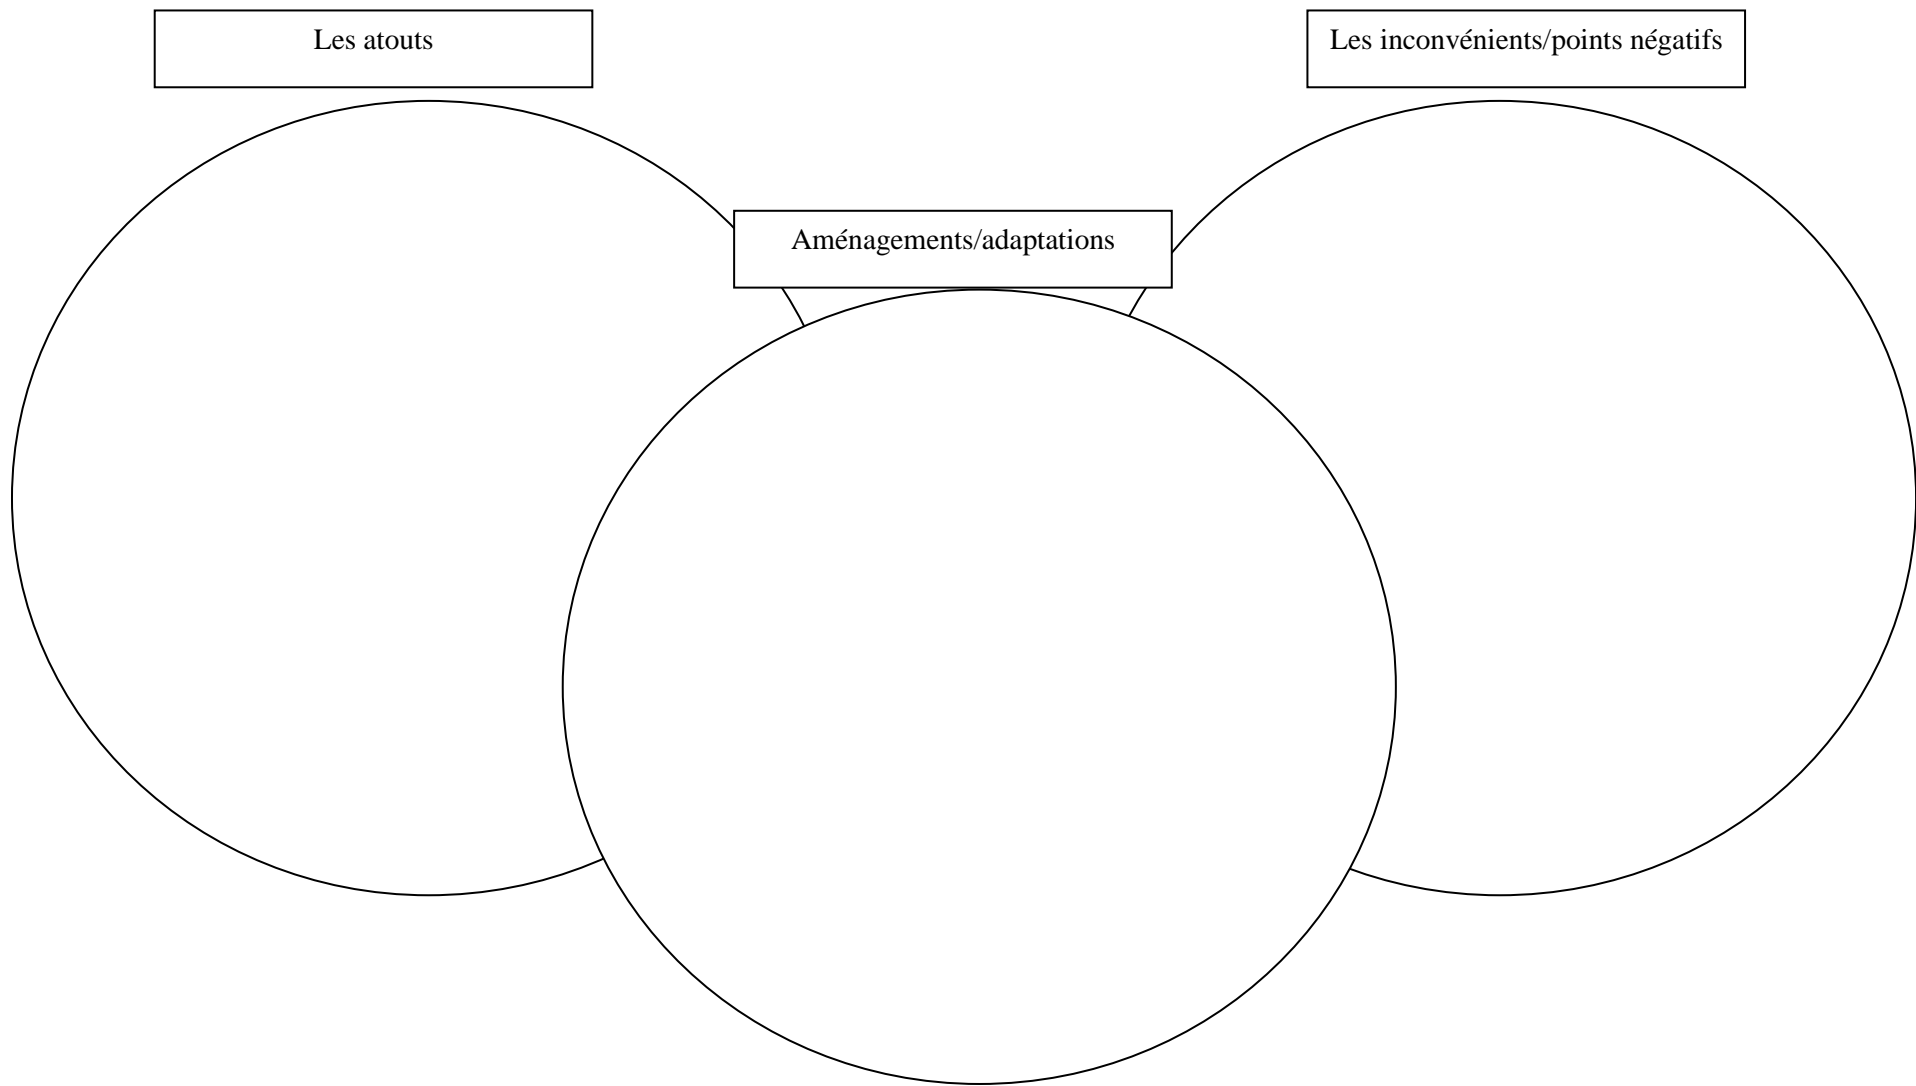 Les atouts
Les inconvénients/points négatifs
Aménagements/adaptations